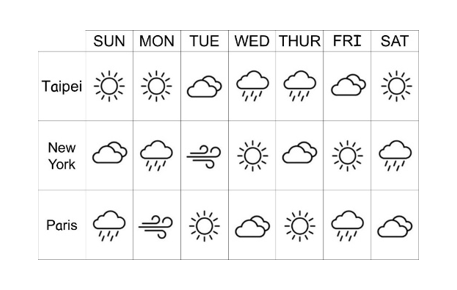 SUN MON TUE WED THUR FRI SAT
Taipei
New
York
Paris